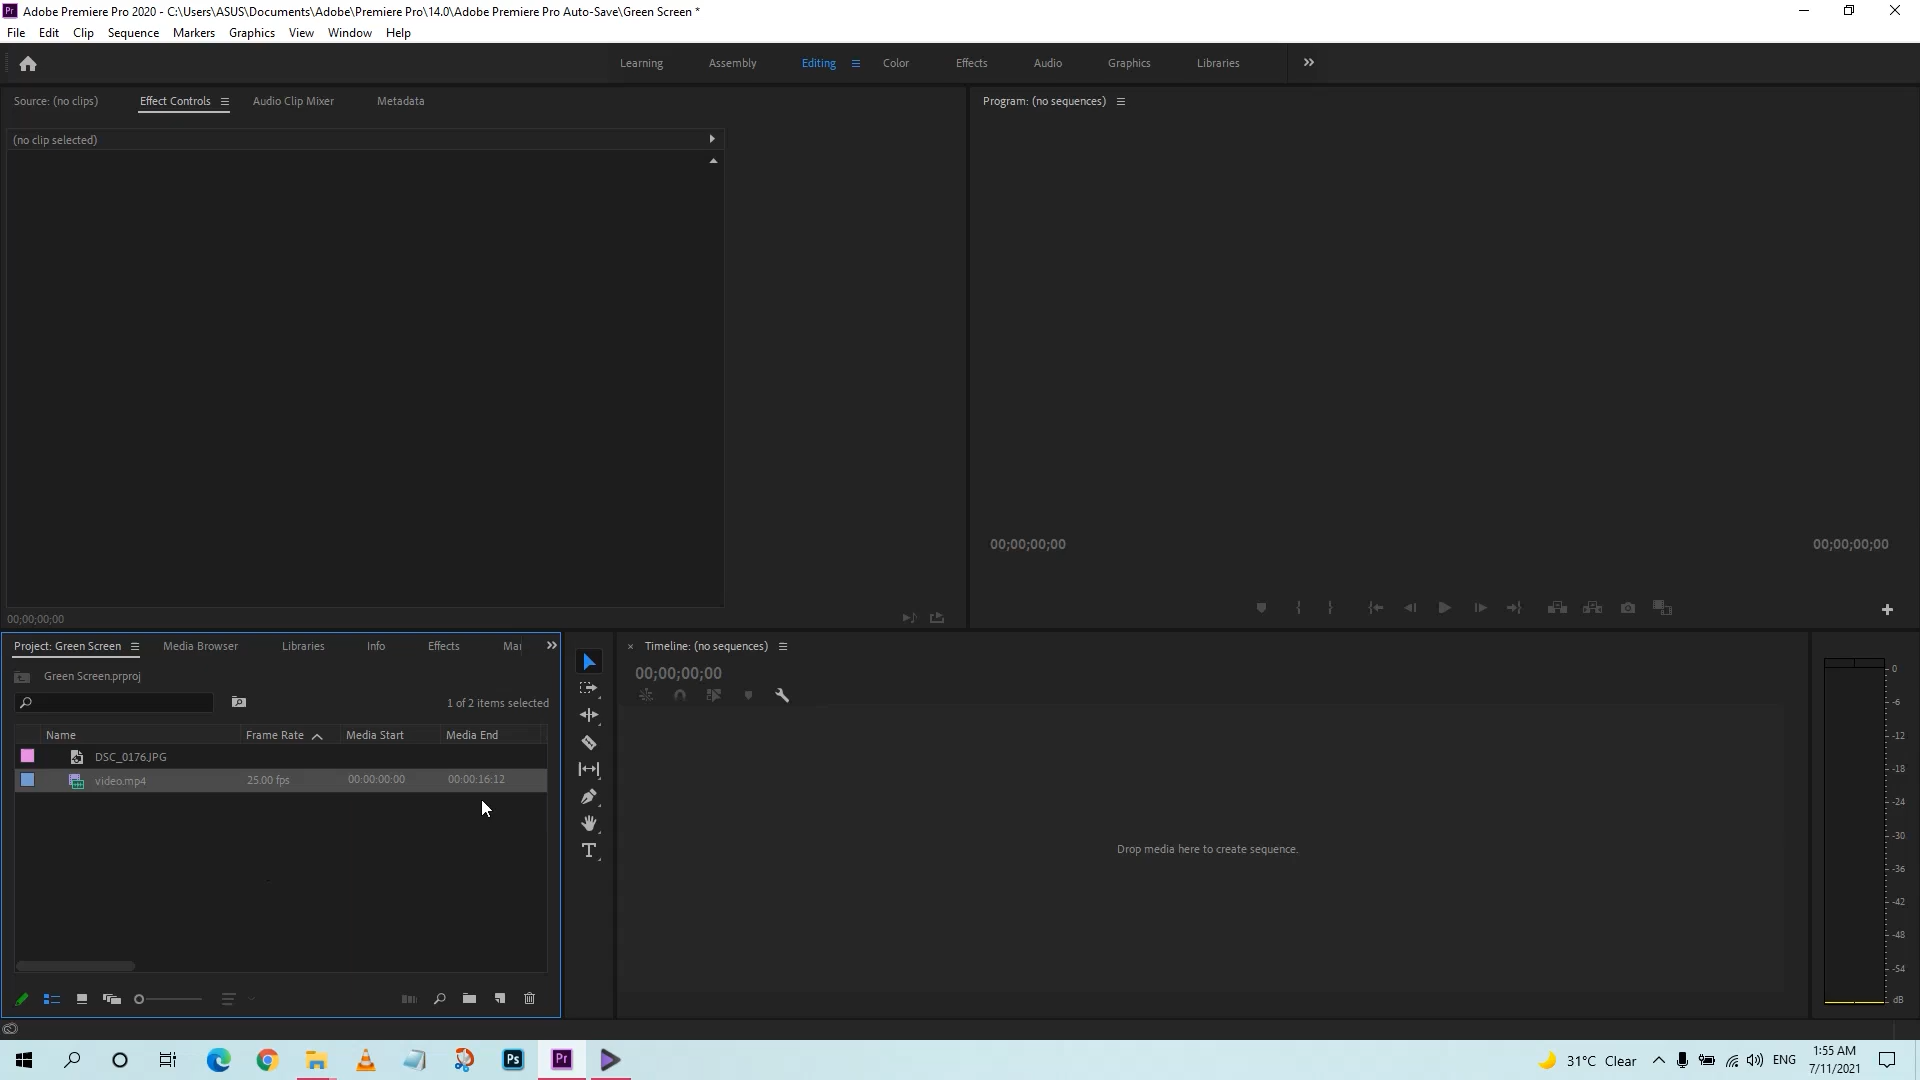 Pr Adobe Premiere Pro 2020 - C:\Users\ASUS\Documents\Adobe\Premiere Pro\14.0\Adobe Premiere Pro Auto-Save\Green Screen *
File Edit Clip Sequence Markers Graphics View Window Help
Learning Assembly Editing Color Effects Audio Graphics Libraries
Source: (no clips) Effect Controls Audio Clip Mixer Metadata
Program: (no sequences)
(no clip selected)
00;00;00;00 00;00;00;00
00;00;00;00
Project: Green Screen Media Browser Libraries Info Effects Mar
Timeline: (no sequences)
00;00;00;00
Green Screen.prproj
1 of 2 items selected
Name Frame Rate Media Start Media End
DSC_0176.JPG
video.mp4 25.00 fps 00:00:00:00 00:00:16:12
Drop media here to create sequence.
0
-6
-12
-18
-24
-30
-36
-42
-48
-54
dB
Ps Pr
31°C Clear ENG
1:55 AM
7/11/2021